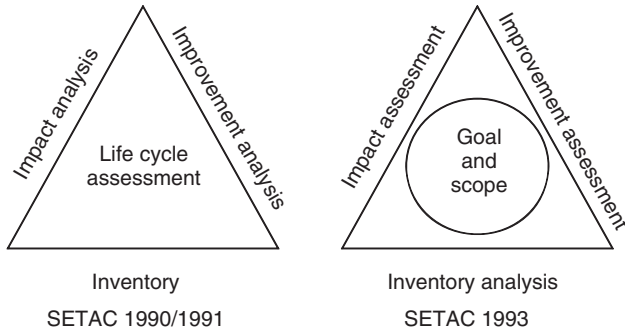 Impact analysis
Improvement analysis
Life cycle
assessment
Inventory
SETAC 1990/1991
Impact assessment
Improvement assessment
Goal
and
scope
Inventory analysis
SETAC 1993